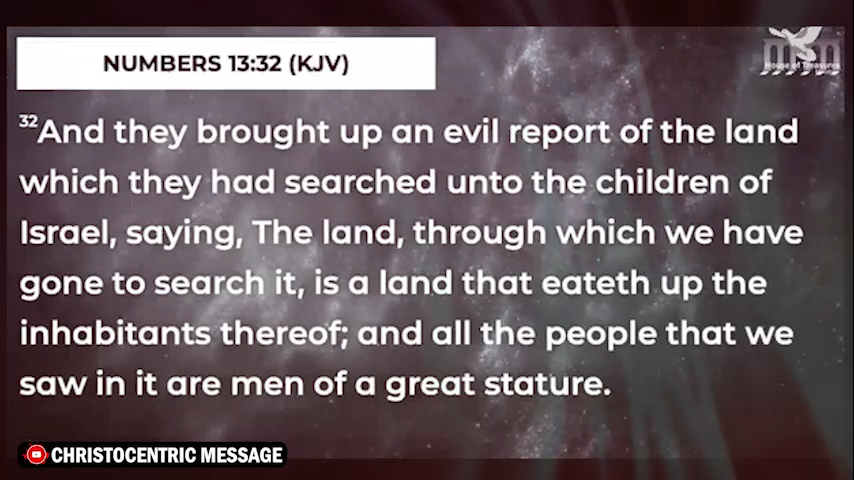 NUMBERS 13:32 (KJV)
House of Treasures
32And they brought up an evil report of the land
which they had searched unto the children of
Israel, saying, The land, through which we have
gone to search it, is a land that eateth up the
inhabitants thereof; and all the people that we
saw in it are men of a great stature.
CHRISTOCENTRIC MESSAGE